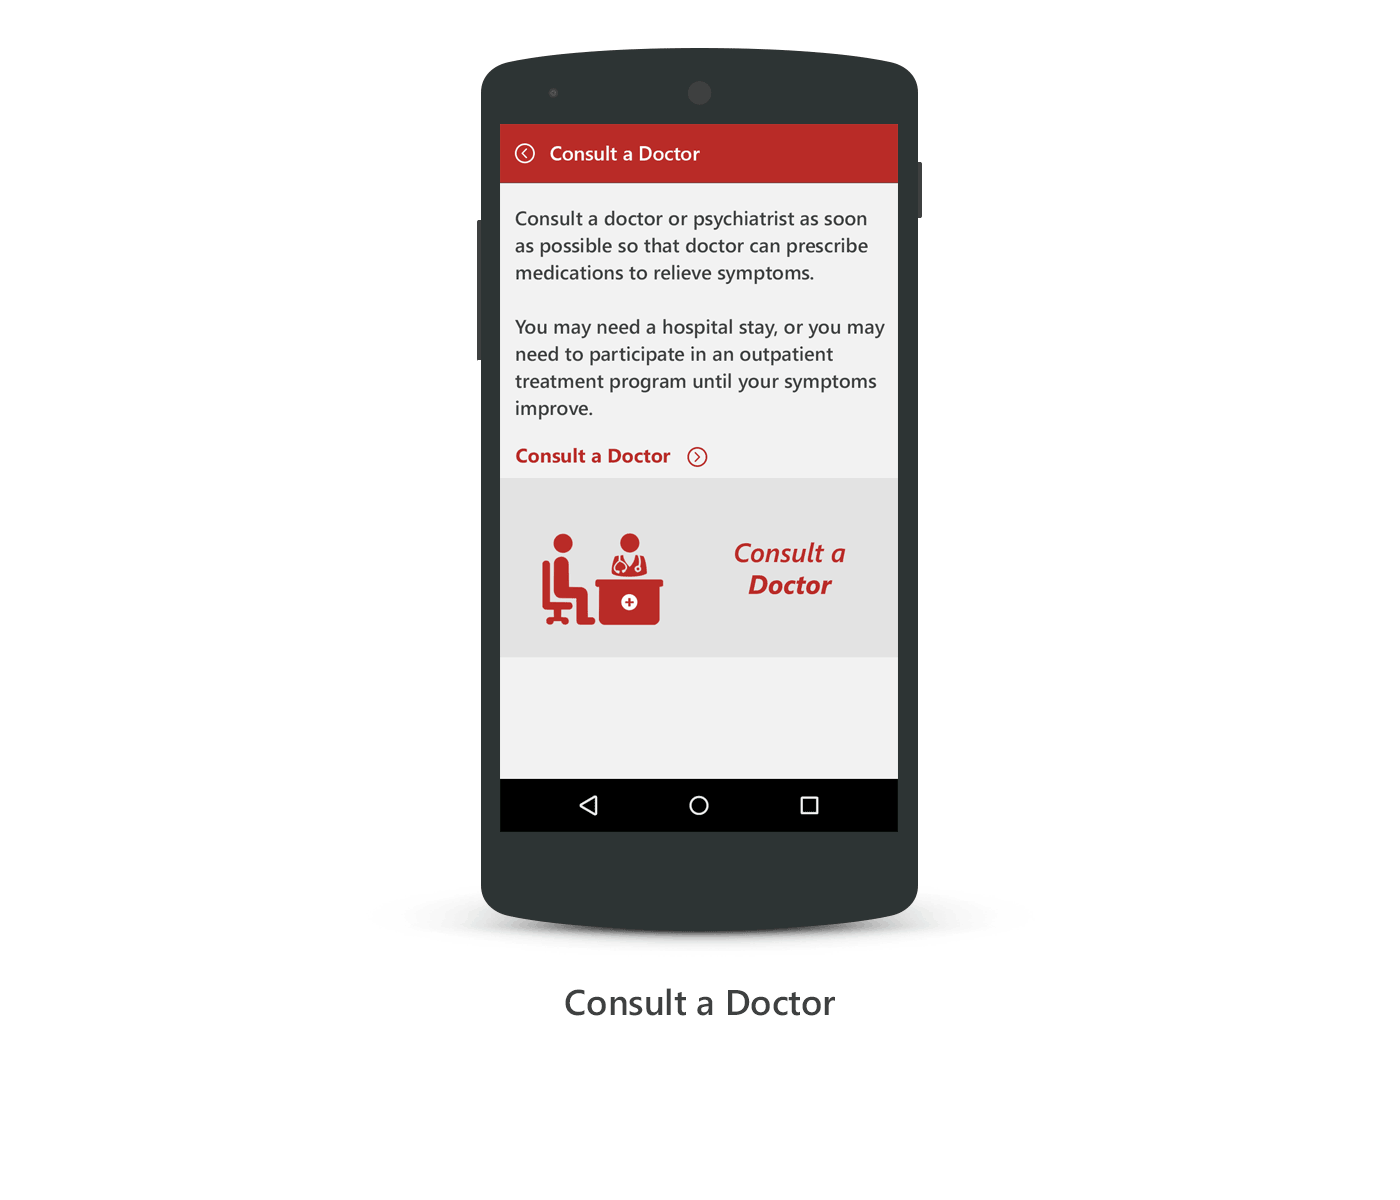 Consult a Doctor
Consult a doctor or psychiatrist as soon
as possible so that doctor can prescribe
medications to relieve symptoms.
You may need a hospital stay, or you may
need to participate in an outpatient
treatment program until your symptoms
improve.
Consult a Doctor
Consult a
Doctor
Consult a Doctor